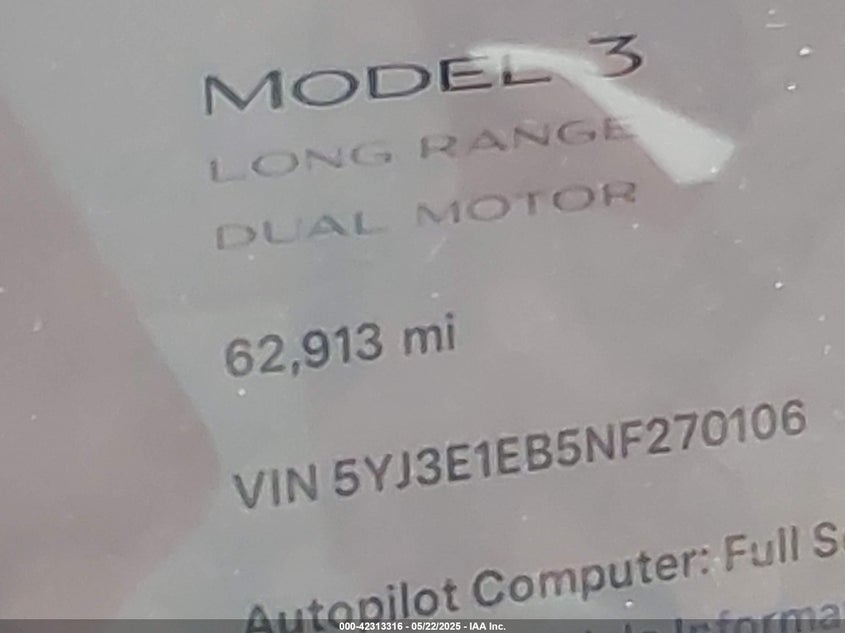 MODEL 3
LONG RANGE
DUAL MOTOR
62,913 mi
VIN 5YJ3E1EB5NF270106
Autopilot Computer: Full S
Informa
000-42313316 - 05/22/2025 - IAA Inc.